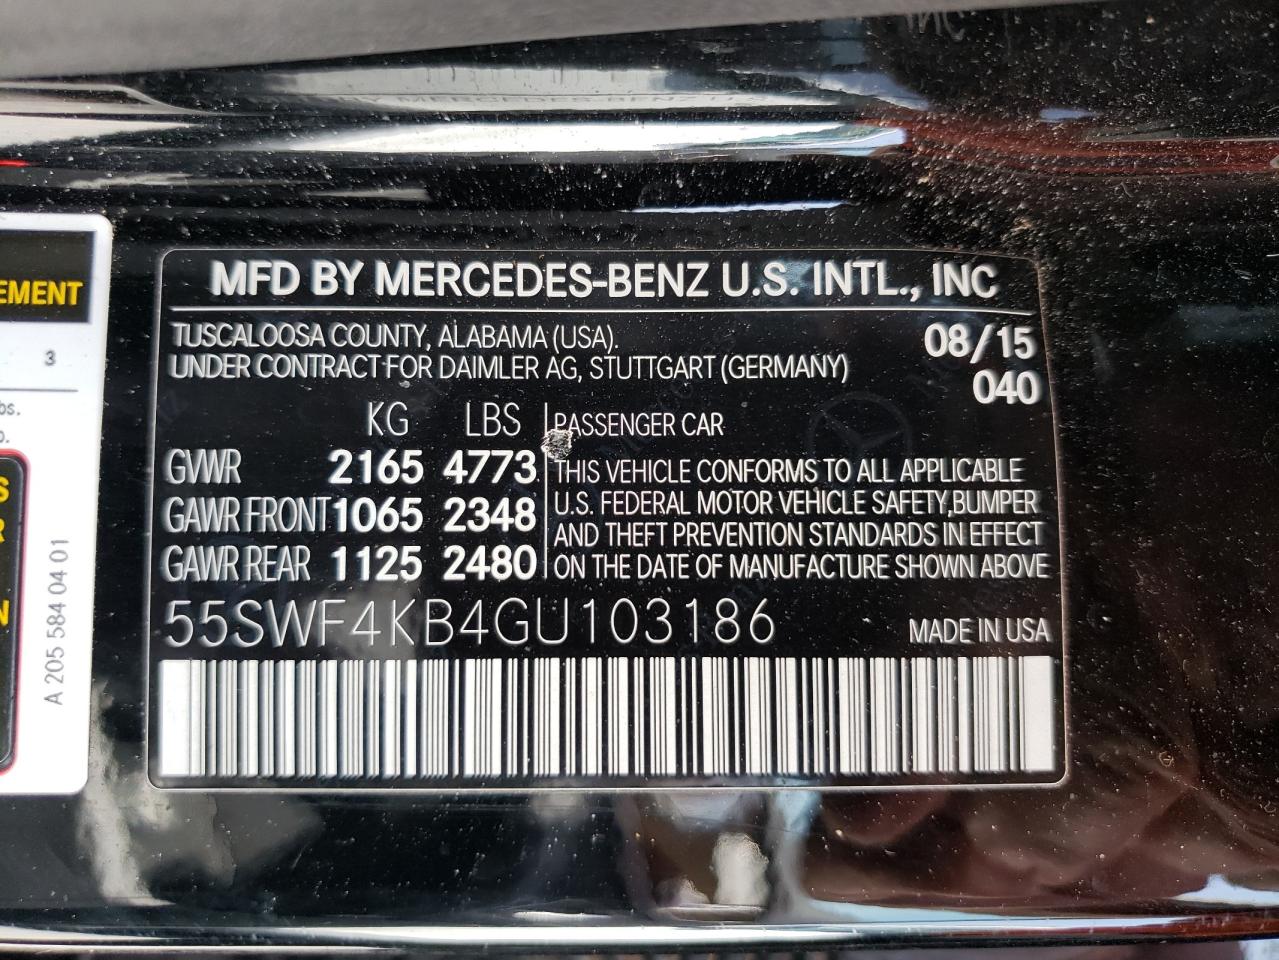 MFD BY MERCEDES-BENZ U.S. INTL., INC
TUSCALOOSA COUNTY, ALABAMA (USA). 08/15
UNDER CONTRACT FOR DAIMLER AG, STUTTGART (GERMANY) 040
KG LBS PASSENGER CAR
GVWR 2165 4773
GAWR FRONT 1065 2348
GAWR REAR 1125 2480
THIS VEHICLE CONFORMS TO ALL APPLICABLE
U.S. FEDERAL MOTOR VEHICLE SAFETY,BUMPER
AND THEFT PREVENTION STANDARDS IN EFFECT
ON THE DATE OF MANUFACTURE SHOWN ABOVE
55SWF4KB4GU103186 MADE IN USA
EMENT
3
bs.
A 205 584 04 01